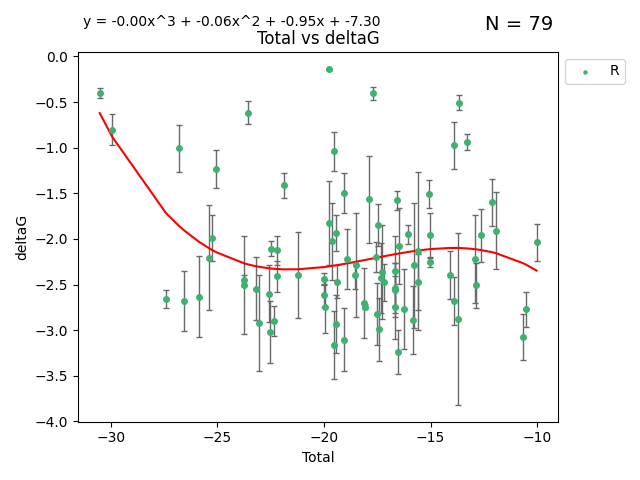 y = -0.00x^3 + -0.06x^2 + -0.95x + -7.30
N = 79
Total vs deltaG
R
deltaG
0.0
−0.5
−1.0
−1.5
−2.0
−2.5
−3.0
−3.5
−4.0
−30
−25
−20
−15
−10
Total